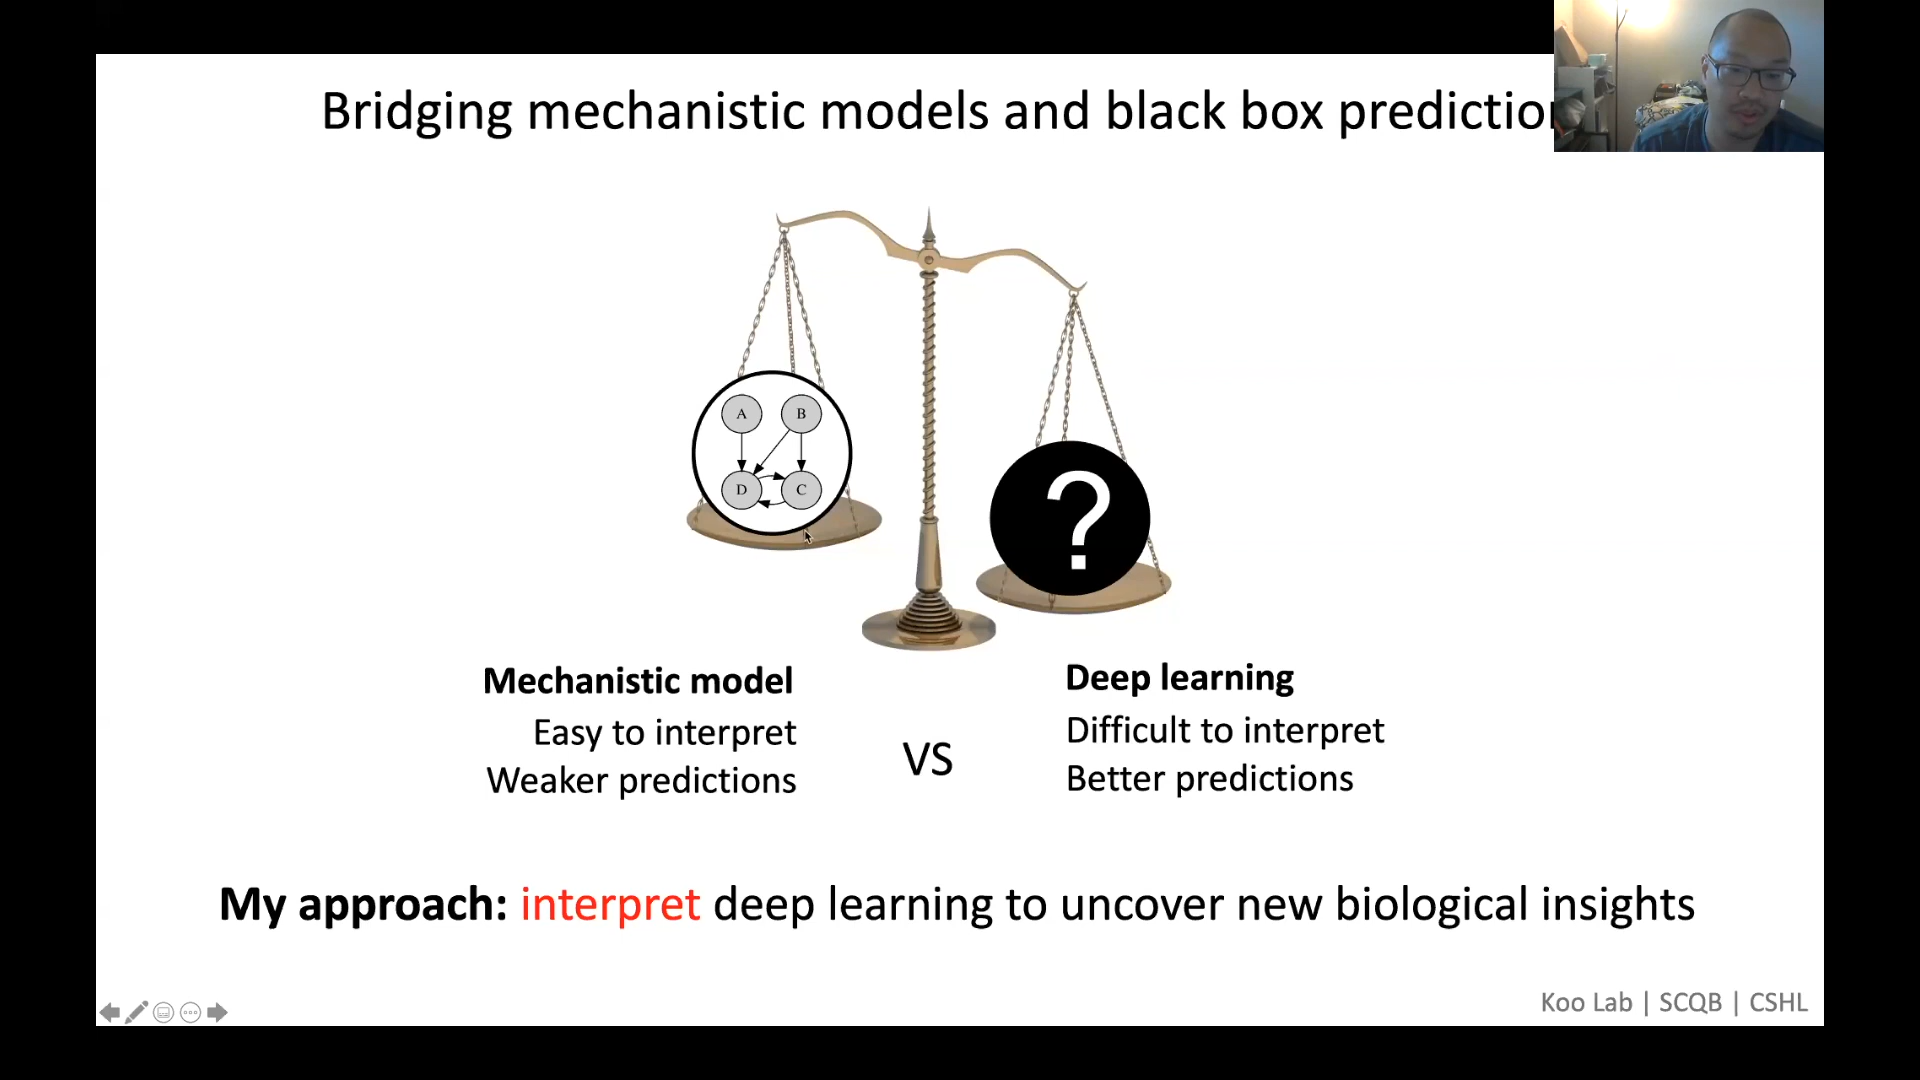 Bridging mechanistic models and black box predictio
A B
D C
?
Mechanistic model
Easy to interpret
Weaker predictions
VS
Deep learning
Difficult to interpret
Better predictions
My approach: interpret deep learning to uncover new biological insights
Koo Lab | SCQB | CSHL